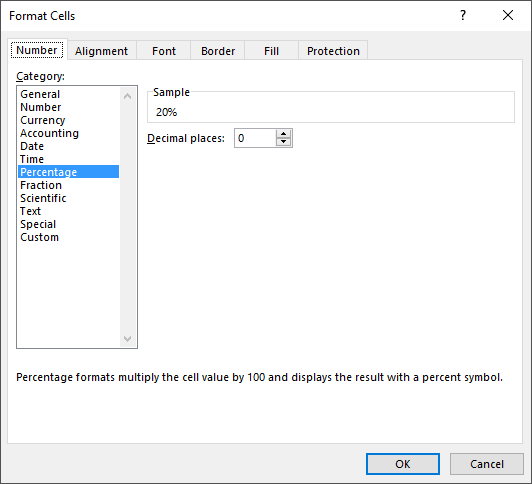 Format Cells
?
Number Alignment Font Border Fill Protection
Category:
General
Number
Currency
Accounting
Date
Time
Percentage
Fraction
Scientific
Text
Special
Custom
Sample
20%
Decimal places: 0
Percentage formats multiply the cell value by 100 and displays the result with a percent symbol.
OK Cancel